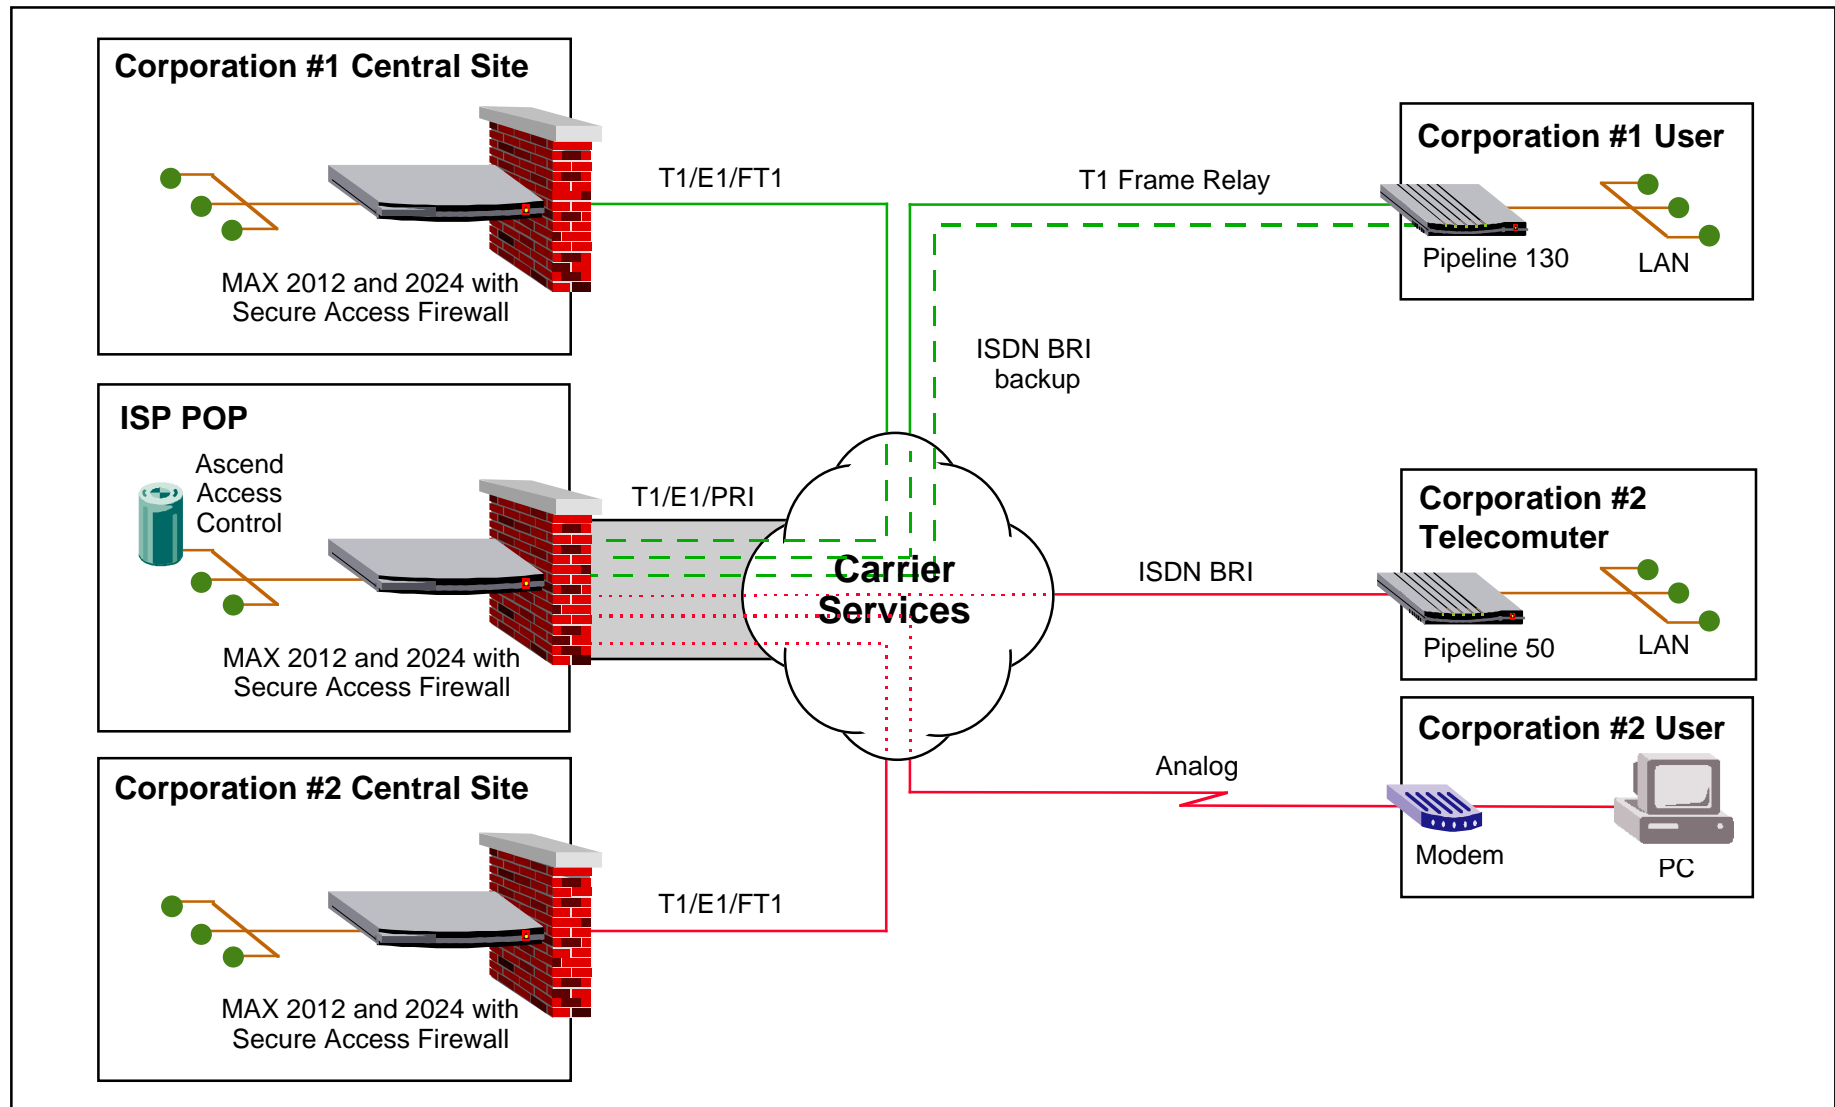 Corporation #1 Central Site
T1/E1/FT1
MAX 2012 and 2024 with
Secure Access Firewall
T1 Frame Relay
Corporation #1 User
Pipeline 130
LAN
ISDN BRI
backup
ISP POP
Ascend
Access
Control
T1/E1/PRI
MAX 2012 and 2024 with
Secure Access Firewall
Carrier
Services
ISDN BRI
Corporation #2
Telecomuter
Pipeline 50
LAN
Corporation #2 Central Site
T1/E1/FT1
MAX 2012 and 2024 with
Secure Access Firewall
Analog
Corporation #2 User
Modem
PC